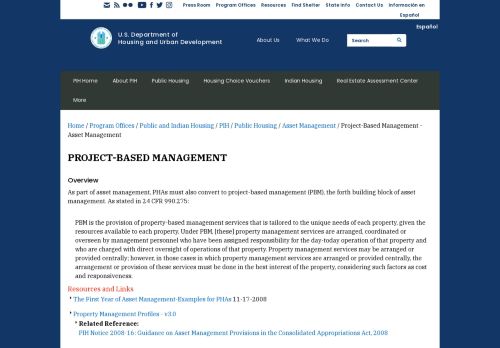 Press Room Program Offices Resources Find Shelter State Info Contact Us Información en Español
Español
U.S. Department of
Housing and Urban Development
About Us What We Do Search
PIH Home About PIH Public Housing Housing Choice Vouchers Indian Housing Real Estate Assessment Center
More
Home / Program Offices / Public and Indian Housing / PIH / Public Housing / Asset Management / Project-Based Management -
Asset Management
PROJECT-BASED MANAGEMENT
Overview
As part of asset management, PHAs must also convert to project-based management (PBM), the forth building block of asset
management. As stated in 24 CFR 990.275:
PBM is the provision of property-based management services that is tailored to the unique needs of each property, given the
resources available to each property. Under PBM, [these] property management services are arranged, coordinated or
overseen by management personnel who have been assigned responsibility for the day-to-day operation of that property and
who are charged with direct oversight of operations of that property. Property management services may be arranged or
provided centrally; however, in those cases in which property management services are arranged or provided centrally, the
arrangement or provision of these services must be done in the best interest of the property, considering such factors as cost
and responsiveness.
Resources and Links
The First Year of Asset Management-Examples for PHAs 11-17-2008
Property Management Profiles - v3.0
* Related Reference:
PIH Notice 2008-16: Guidance on Asset Management Provisions in the Consolidated Appropriations Act, 2008